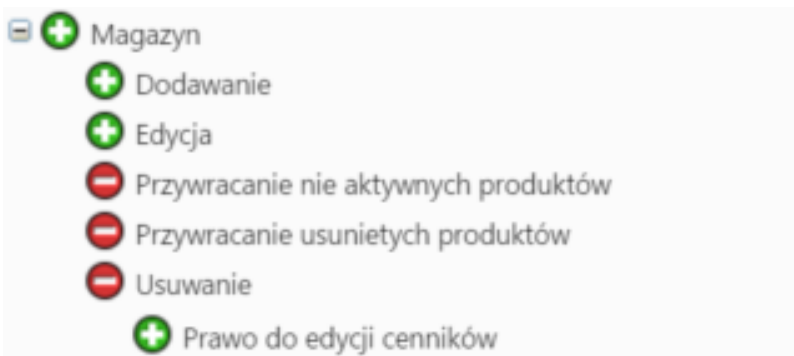 Magazyn
Dodawanie
Edycja
Przywracanie nie aktywnych produktów
Przywracanie usunietych produktów
Usuwanie
Prawo do edycji cenników